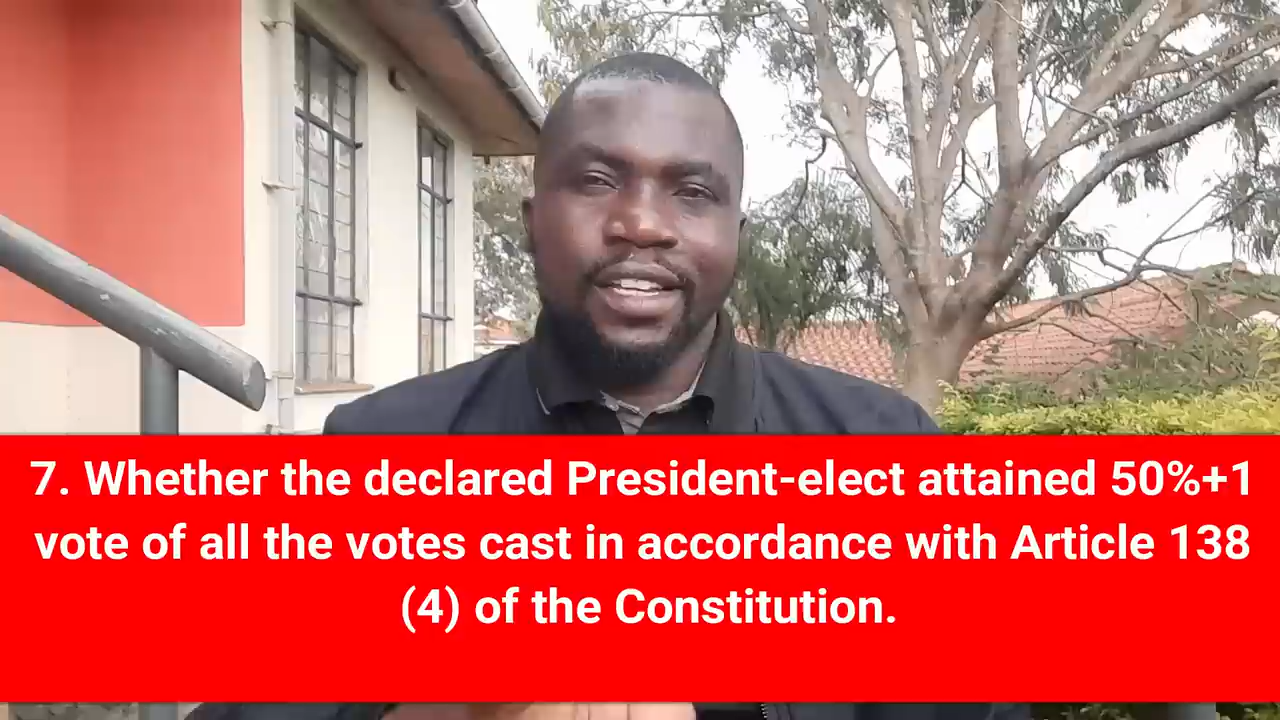 7. Whether the declared President-elect attained 50%+1
vote of all the votes cast in accordance with Article 138
(4) of the Constitution.